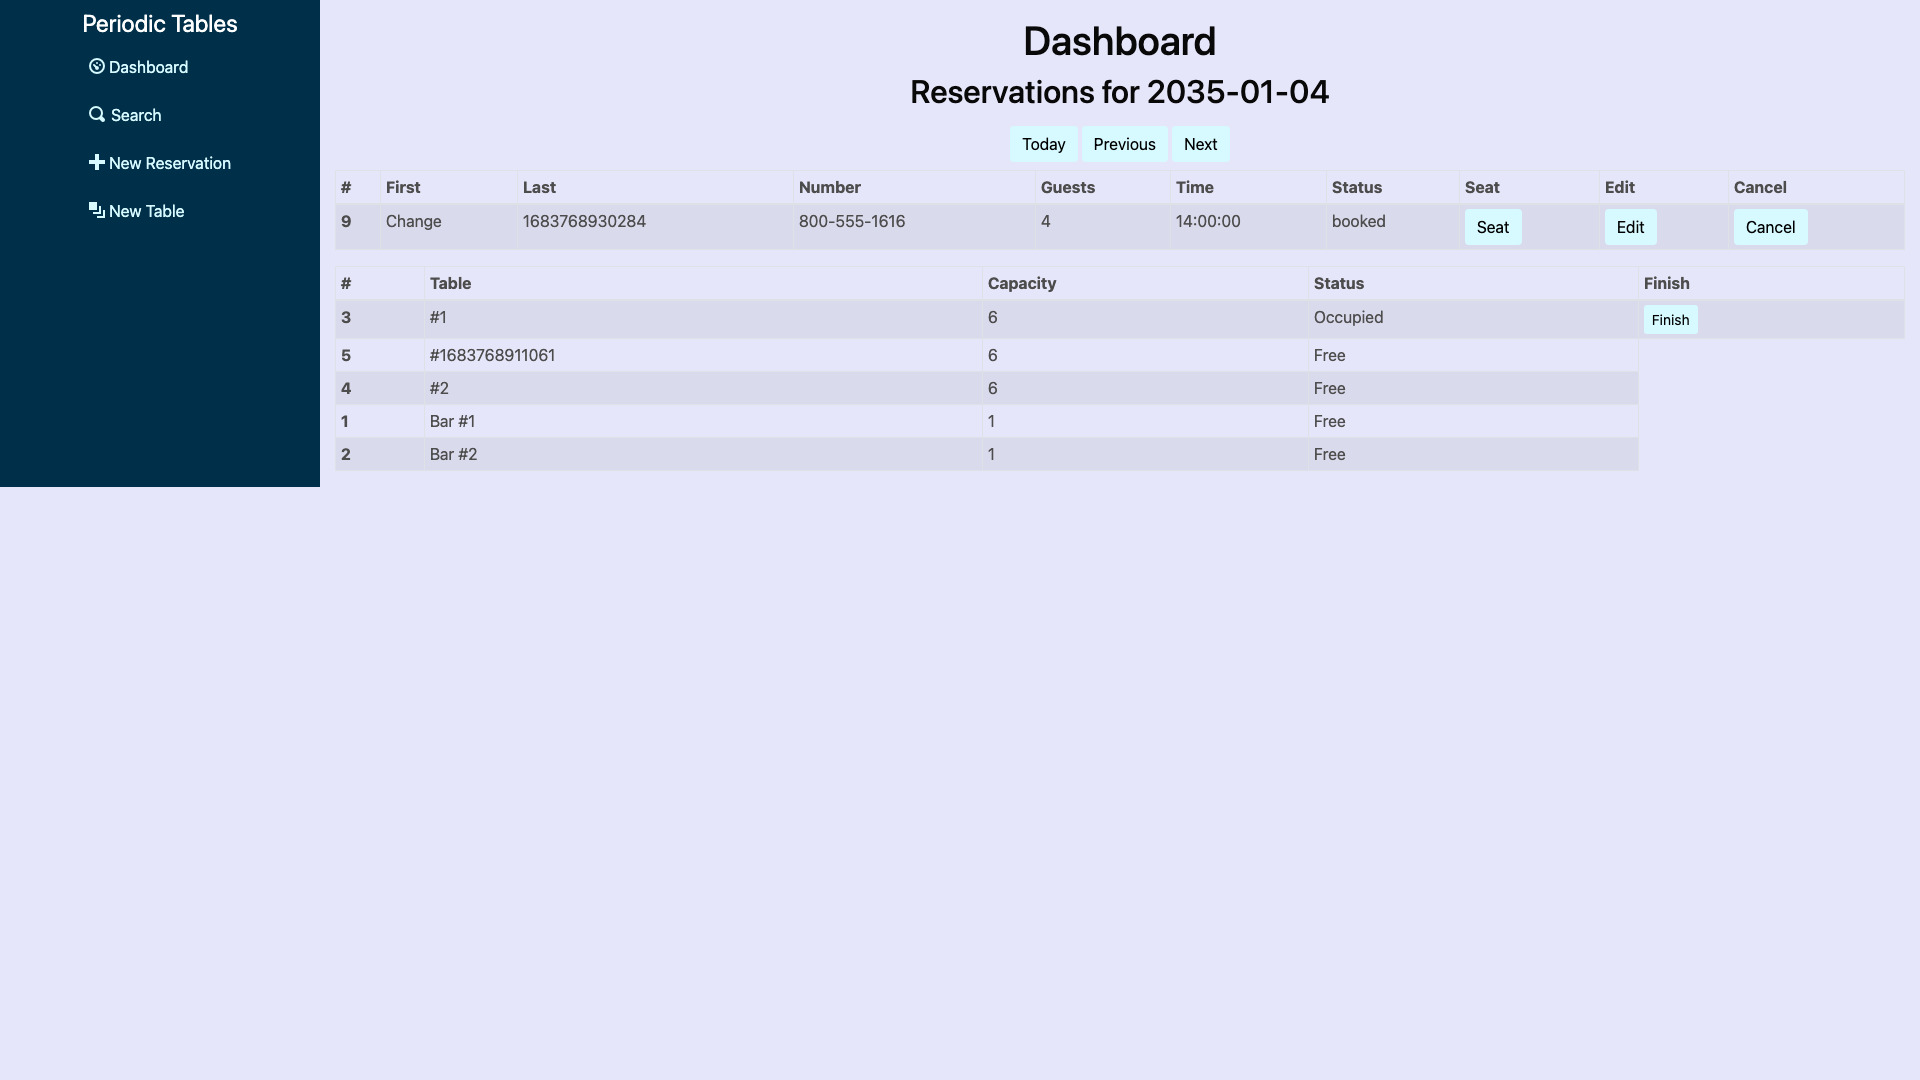 Periodic Tables
Dashboard
Search
New Reservation
New Table
Dashboard
Reservations for 2035-01-04
Today Previous Next
# First Last Number Guests Time Status Seat Edit Cancel
9 Change 1683768930284 800-555-1616 4 14:00:00 booked Seat Edit Cancel
# Table Capacity Status Finish
3 #1 6 Occupied Finish
5 #1683768911061 6 Free
4 #2 6 Free
1 Bar #1 1 Free
2 Bar #2 1 Free